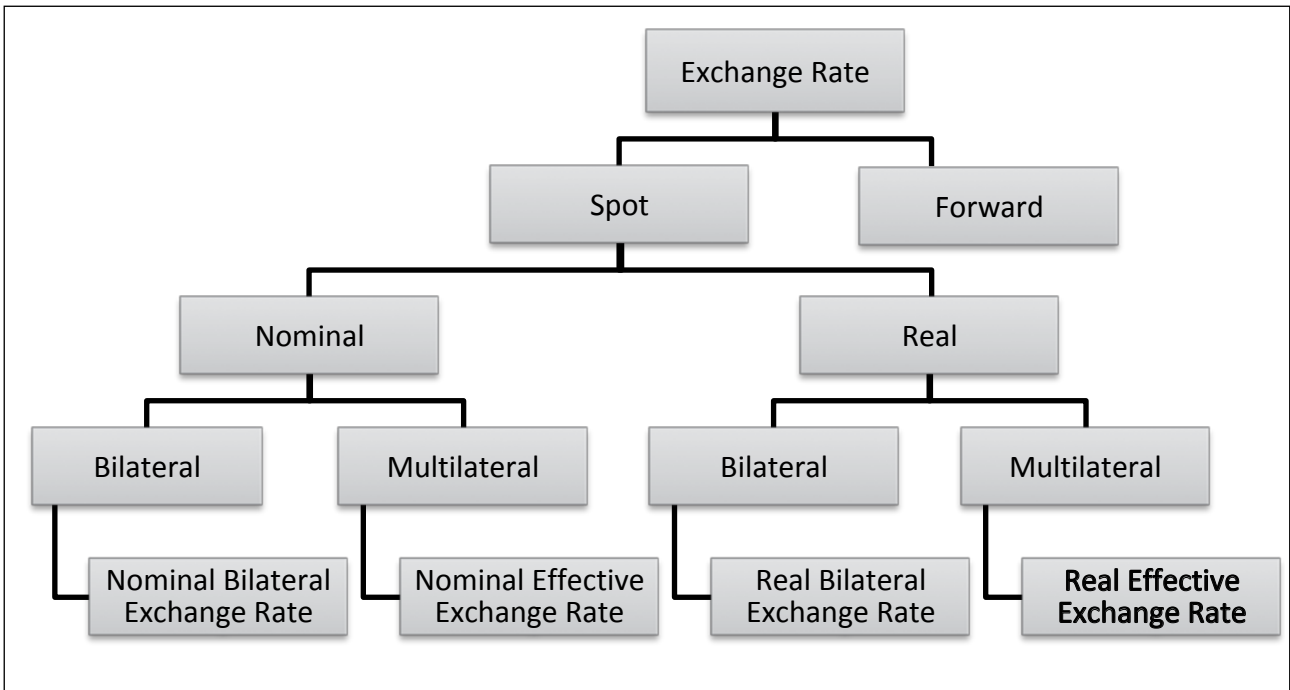 Exchange Rate
Spot
Forward
Nominal
Real
Bilateral
Multilateral
Bilateral
Multilateral
Nominal Bilateral
Exchange Rate
Nominal Effective
Exchange Rate
Real Bilateral
Exchange Rate
Real Effective
Exchange Rate